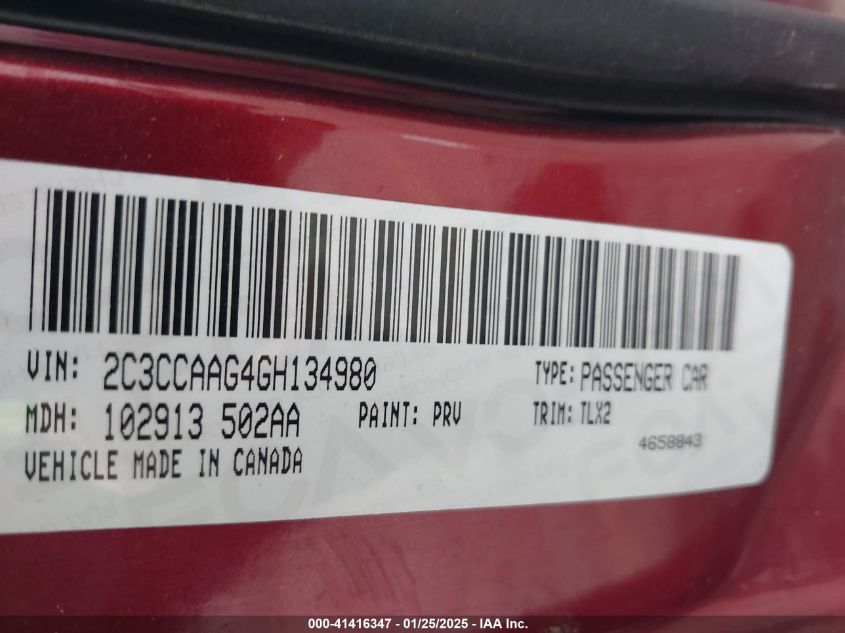 VIN: 2C3CCAAG4GH134980 TYPE: PASSENGER CAR
MDH: 102913 502AA PAINT: PRV TRIM: TLX2
4658843
VEHICLE MADE IN CANADA
000-41416347 - 01/25/2025 - IAA Inc.